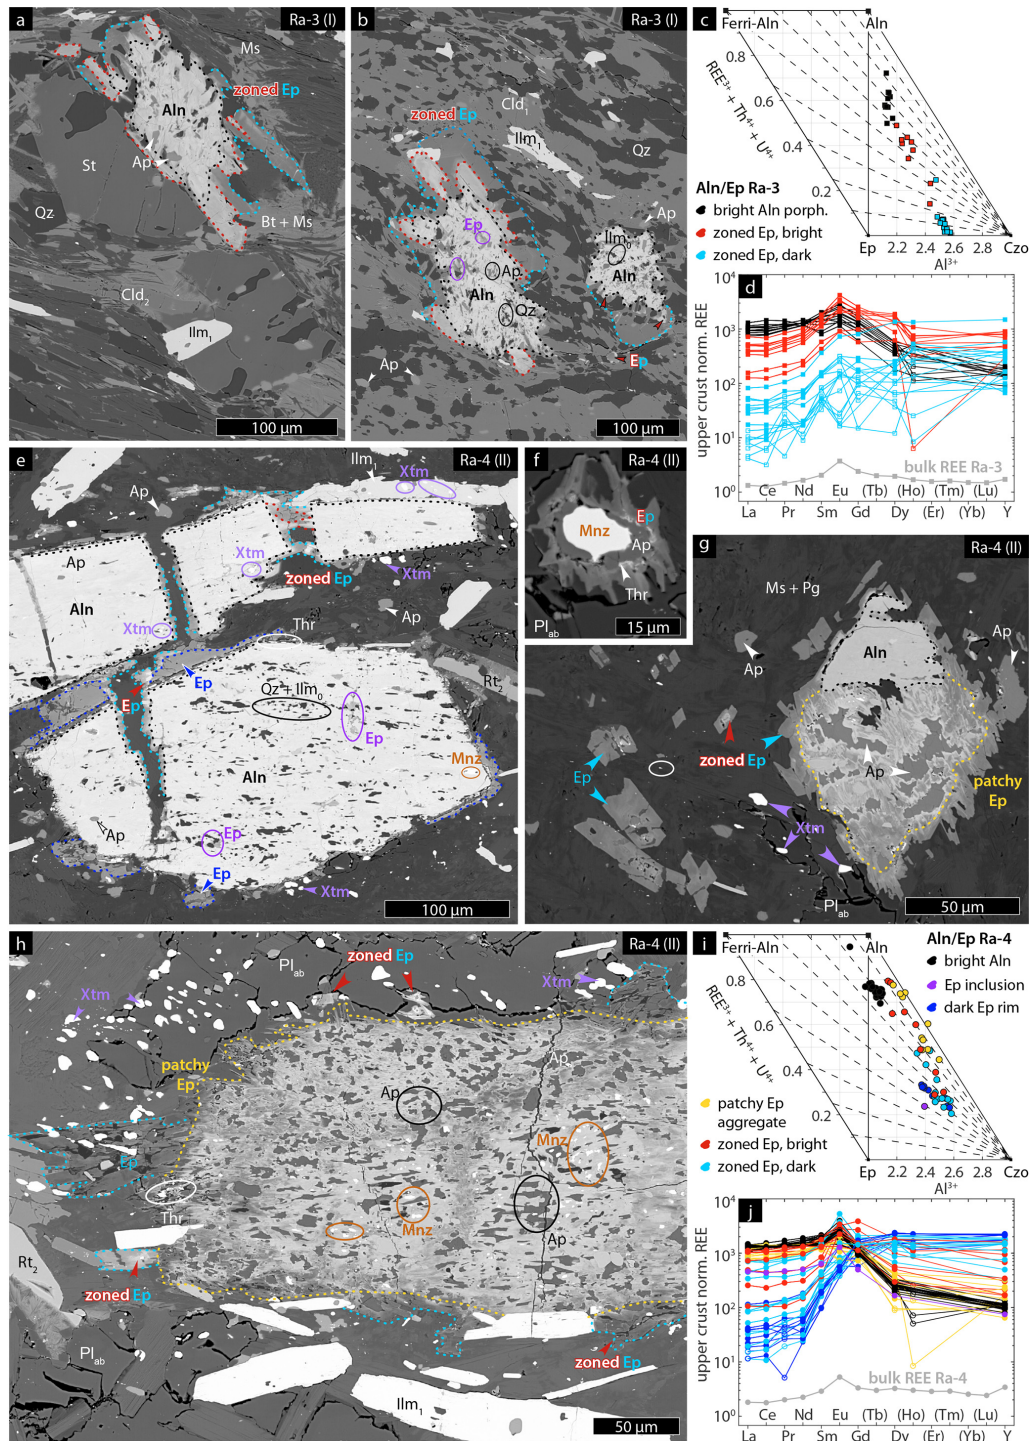 a
Ra-3 (I)
Ms
zoned Ep
Aln
Ap
St
Qz
Bt + Ms
Cld2
Ilm1
100 µm
b
Ra-3 (I)
Cld1
zoned Ep
Ilm1
Qz
Ep
Ap
Ilm0
Aln
Ap
Aln
Qz
Ep
Ap
100 µm
c
Ferri-Aln
Aln
0.8
0.6
0.4
0.2
REE3+ + Th4+ + U4+
Aln/Ep Ra-3
bright Aln porph.
zoned Ep, bright
zoned Ep, dark
Ep
2.2
2.4
2.6
2.8
Czo
Al3+
d
upper crust norm. REE
10^4
10^3
10^2
10^1
10^0
bulk REE Ra-3
Ce
Nd
Eu
(Tb)
(Ho)
(Tm)
(Lu)
La
Pr
Sm
Gd
Dy
(Er)
(Yb)
Y
e
Ilm1
Xtm
Ra-4 (II)
Ap
Ap
Xtm
Xtm
zoned Ep
Aln
Xtm
Thr
Ap
Ep
Ep
Qz + Ilm0
Rt2
Ep
Aln
Mnz
Ap
Ep
Ep
Xtm
100 µm
f
Ra-4 (II)
Mnz
Ep
Ap
Thr
Plab
15 µm
g
Ra-4 (II)
Ms + Pg
Ap
Aln
Ap
zoned Ep
Ep
Ap
patchy
Ep
Xtm
Plab
50 µm
h
Ra-4 (II)
zoned Ep
Plab
Xtm
Xtm
patchy
Ep
Ap
Ap
Mnz
Ep
Thr
Mnz
Ap
Rt2
zoned Ep
Plab
zoned Ep
Ilm1
50 µm
i
Ferri-Aln
Aln
Aln/Ep Ra-4
bright Aln
Ep inclusion
dark Ep rim
0.8
0.6
0.4
0.2
REE3+ + Th4+ + U4+
patchy Ep
aggregate
zoned Ep, bright
zoned Ep, dark
Ep
2.2
2.4
2.6
2.8
Czo
Al3+
j
upper crust norm. REE
10^4
10^3
10^2
10^1
10^0
bulk REE Ra-4
Ce
Nd
Eu
(Tb)
(Ho)
(Tm)
(Lu)
La
Pr
Sm
Gd
Dy
(Er)
(Yb)
Y